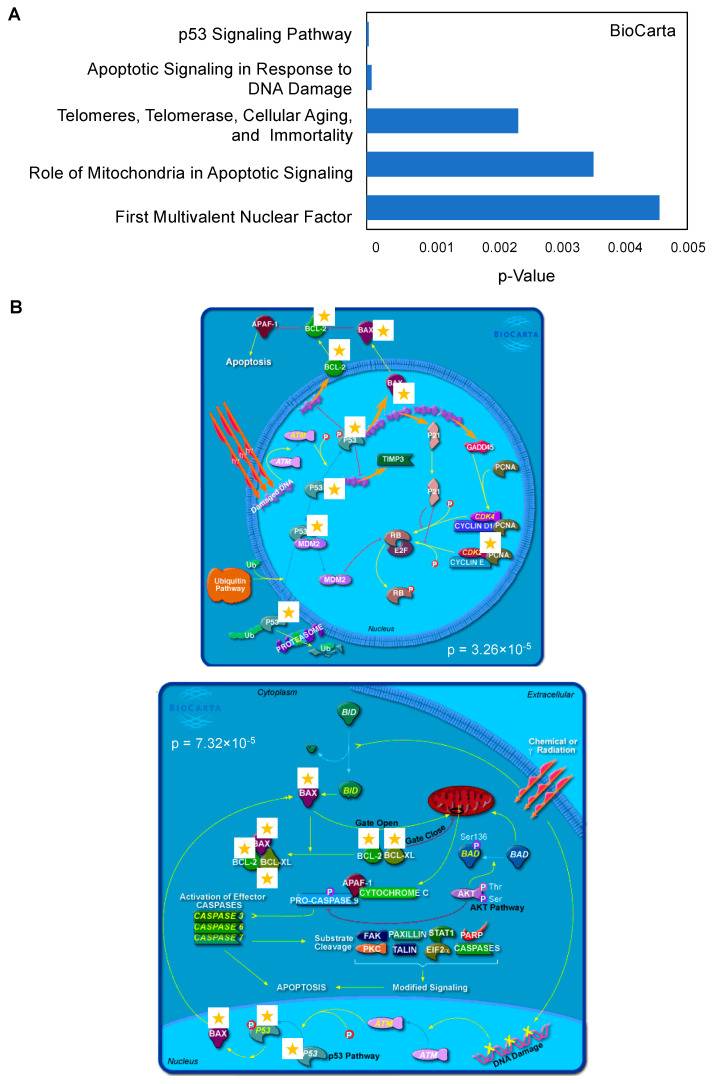 A
BioCarta
p53 Signaling Pathway
Apoptotic Signaling in Response to
DNA Damage
Telomeres, Telomerase, Cellular Aging,
and Immortality
Role of Mitochondria in Apoptotic Signaling
First Multivalent Nuclear Factor
0 0.001 0.002 0.003 0.004 0.005
p-Value
B
APAF-1
BCL-2
BAX
BIOCARTA
Apoptosis
BCL-2
BAX
P
P
P53
P21
GADD45
ATM
ATM
TIMP3
PCNA
Damaged DNA
P53
P21
P
CDK4
CYCLIN D1
PCNA
P53
MDM2
RB
E2F
PCNA
CYCLIN E
P
Ub
Ubiquitin
Pathway
MDM2
RB
P
P53
Ub
PROTEASOME
Ub
Nucleus
p = 3.26×10-5
Cytoplasm
Extracellular
BIOCARTA
BID
p = 7.32×10-5
Chemical or
γ Radiation
BAX
BID
Gate Open
Gate Close
Ser136
P
BAD
BAD
BAX
BCL-2
BCL-XL
BCL-2
BCL-XL
APAF-1
CYTOCHROME C
P
PRO-CASPASE 9
AKT
P
Thr
P
Ser
AKT Pathway
Activation of Effector
CASPASES
CASPASE 3
CASPASE 6
CASPASE 7
Substrate
Cleavage
FAK
PAXILLIN
STAT1
PARP
PKC
TALIN
EIF2α
CASPASES
APOPTOSIS
Modified Signaling
BAX
P
P53
P
ATM
ATM
P53
p53 Pathway
DNA Damage
Nucleus